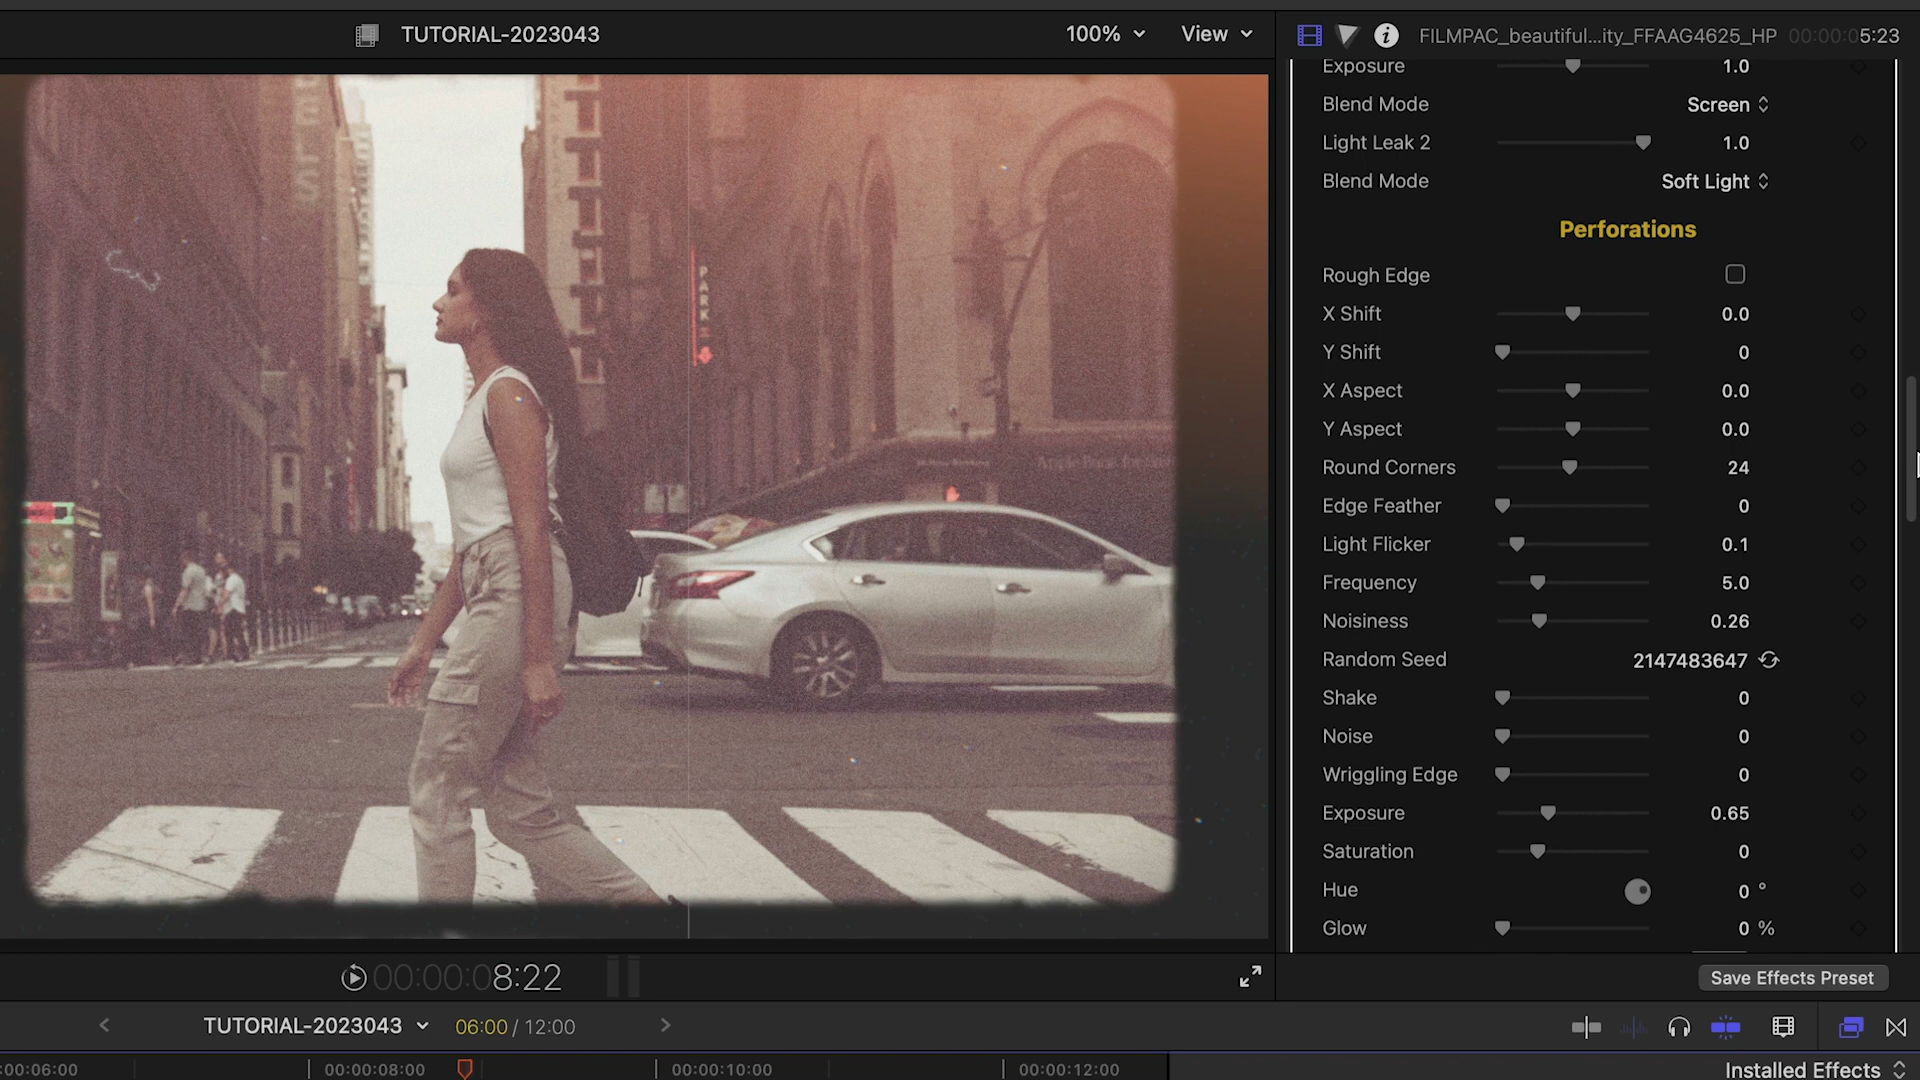 TUTORIAL-2023043
100%
View
FILMPAC_beautiful...ity_FFAAG4625_HP
00:00:05:23
Exposure 1.0
Blend Mode Screen
Light Leak 2 1.0
Blend Mode Soft Light
Perforations
Rough Edge
X Shift 0.0
Y Shift 0
X Aspect 0.0
Y Aspect 0.0
Round Corners 24
Edge Feather 0
Light Flicker 0.1
Frequency 5.0
Noisiness 0.26
Random Seed 2147483647
Shake 0
Noise 0
Wriggling Edge 0
Exposure 0.65
Saturation 0
Hue 0 °
Glow 0 %
PARK
00:00:08:22
Save Effects Preset
TUTORIAL-2023043
06:00 / 12:00
:00:06:00
00:00:08:00
00:00:10:00
00:00:12:00
Installed Effects